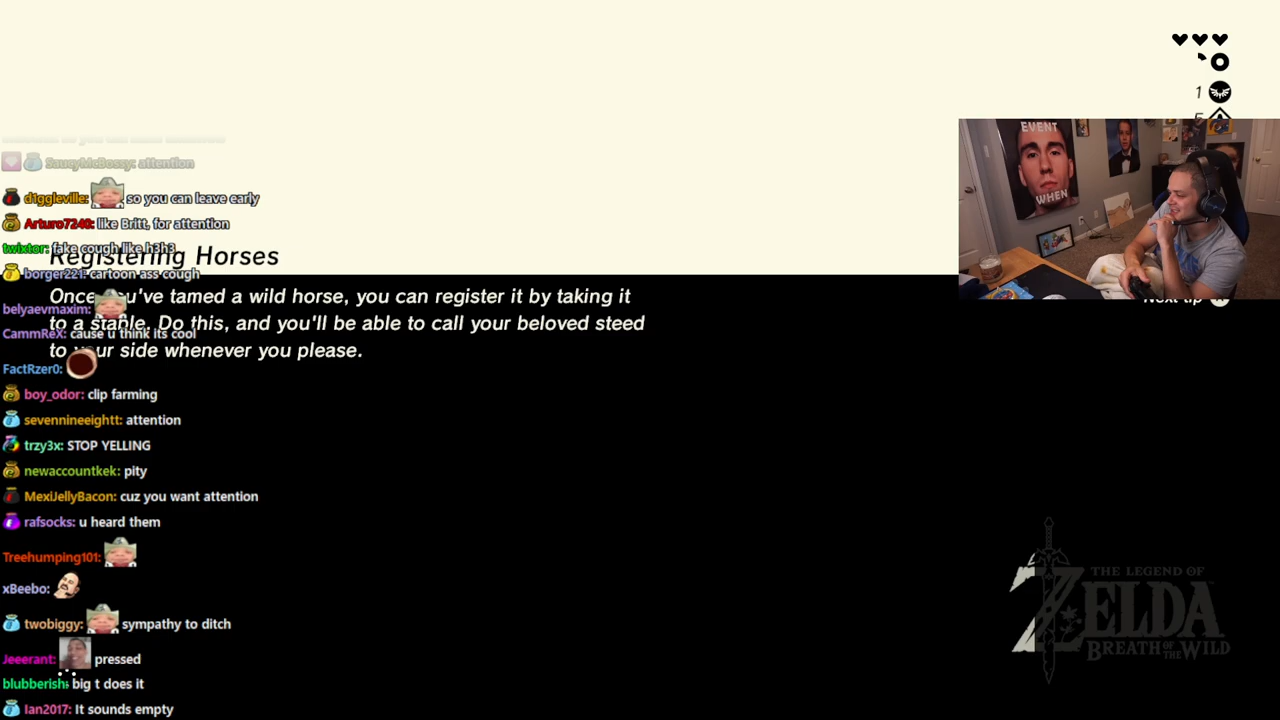 1
5
SaucyMcBossy: attention
d1ggleville: so you can leave early
Arturo7240: like Britt, for attention
twixtor: fake cough like h3h3
Registering Horses
borger221: cartoon ass cough
Once you've tamed a wild horse, you can register it by taking it
to a stable. Do this, and you'll be able to call your beloved steed
to your side whenever you please.
belyaevmaxim:
CammReX: cause u think its cool
FactRzer0:
boy_odor: clip farming
sevennineeightt: attention
trzy3x: STOP YELLING
newaccountkek: pity
MexiJellyBacon: cuz you want attention
rafsocks: u heard them
Treehumping101:
xBeebo:
twobiggy: sympathy to ditch
Jeeerant: pressed
blubberish: big t does it
Ian2017: It sounds empty
EVENT
WHEN
Next tip
THE LEGEND OF
ZELDA
BREATH OF THE WILD